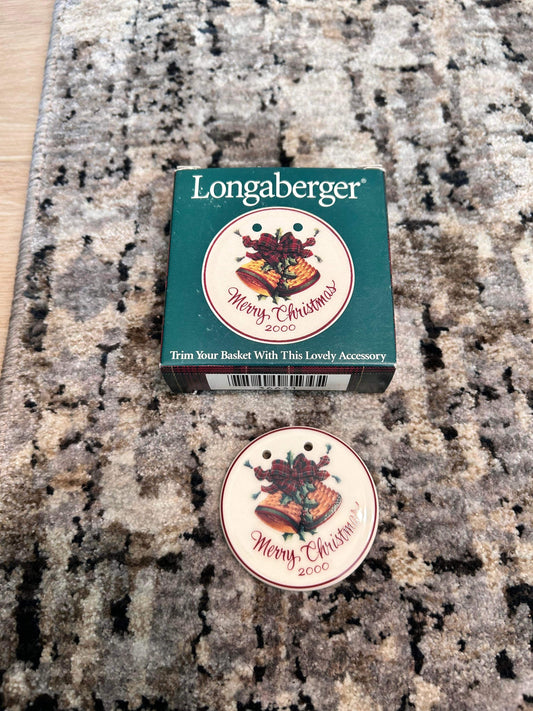 Longaberger®
Merry Christmas
2000
Trim Your Basket With This Lovely Accessory
Merry Christmas
2000